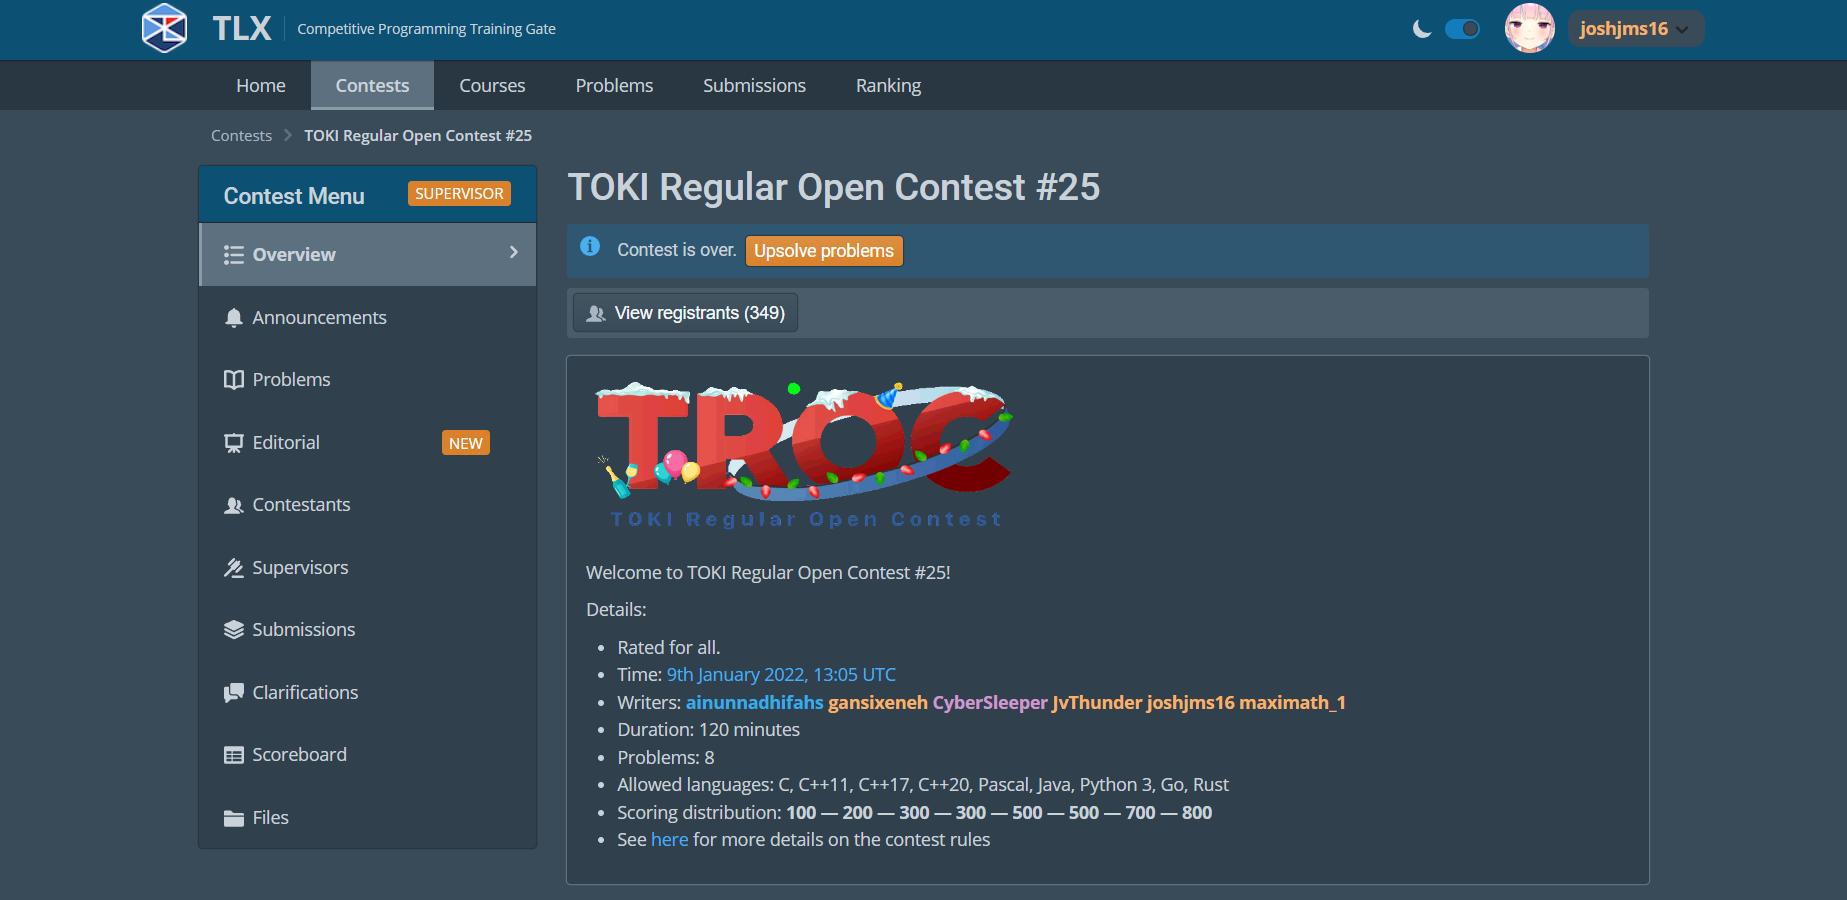 TLX Competitive Programming Training Gate
joshjms16
Home Contests Courses Problems Submissions Ranking
Contests TOKI Regular Open Contest #25
Contest Menu SUPERVISOR
Overview
Announcements
Problems
Editorial NEW
Contestants
Supervisors
Submissions
Clarifications
Scoreboard
Files
TOKI Regular Open Contest #25
Contest is over. Upsolve problems
View registrants (349)
TROC
TOKI Regular Open Contest
Welcome to TOKI Regular Open Contest #25!
Details:
• Rated for all.
• Time: 9th January 2022, 13:05 UTC
• Writers: ainunnadhifahs gansixeneh CyberSleeper JvThunder joshjms16 maximath_1
• Duration: 120 minutes
• Problems: 8
• Allowed languages: C, C++11, C++17, C++20, Pascal, Java, Python 3, Go, Rust
• Scoring distribution: 100 — 200 — 300 — 300 — 500 — 500 — 700 — 800
• See here for more details on the contest rules